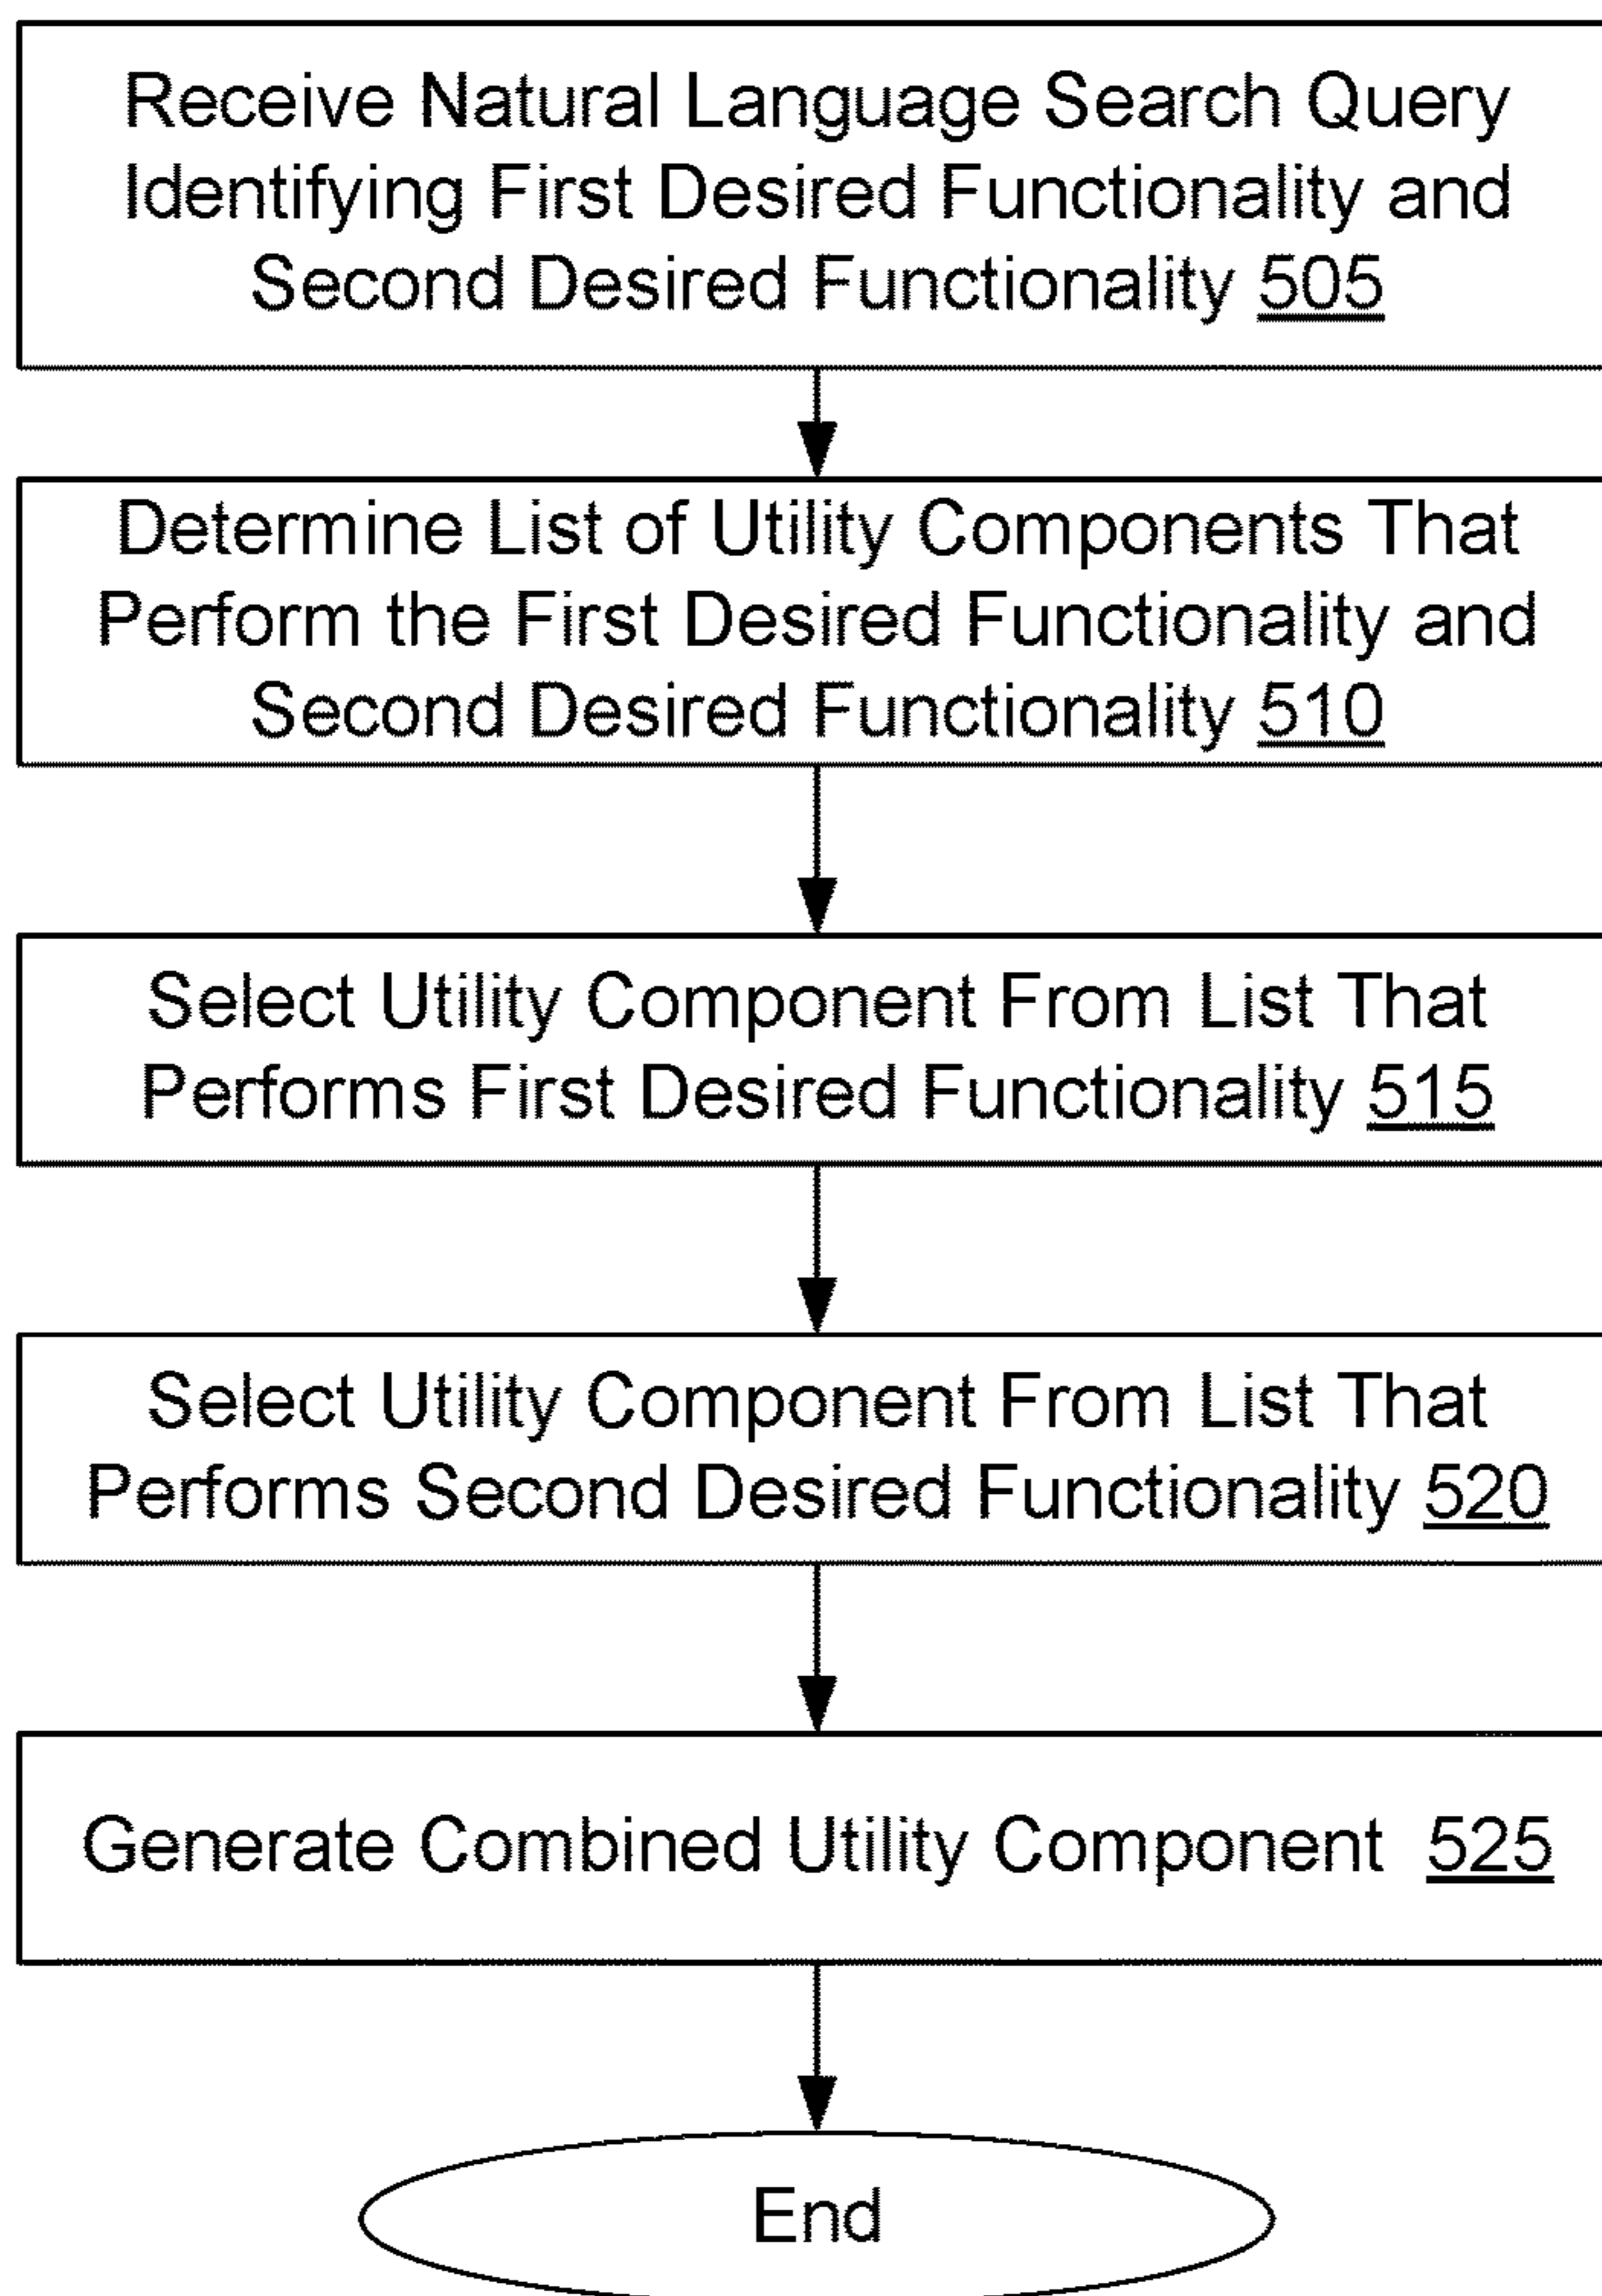 Receive Natural Language Search Query
Identifying First Desired Functionality and
Second Desired Functionality 505
Determine List of Utility Components That
Perform the First Desired Functionality and
Second Desired Functionality 510
Select Utility Component From List That
Performs First Desired Functionality 515
Select Utility Component From List That
Performs Second Desired Functionality 520
Generate Combined Utility Component 525
End